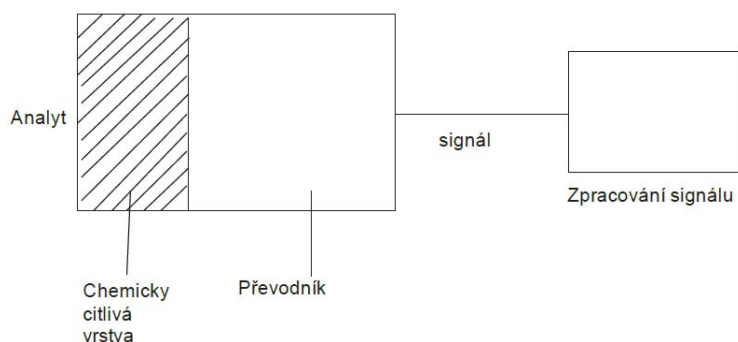 Analyt
signál
Zpracování signálu
Chemicky
citlivá
vrstva
Převodník